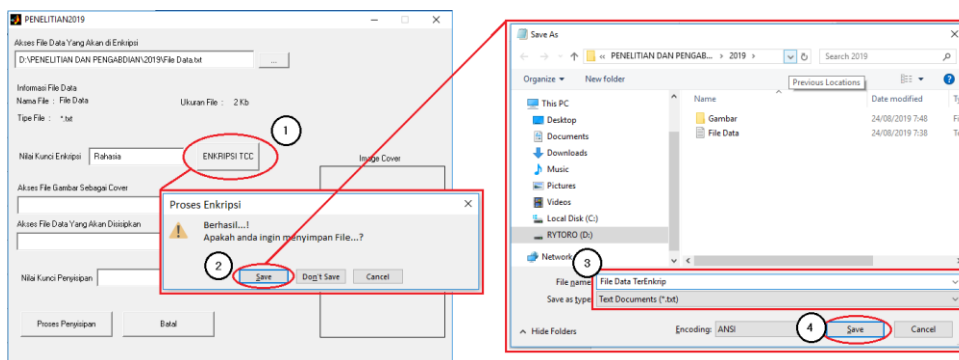 PENELITIAN2019
Akses File Data Yang Akan di Enkripsi
D:\PENELITIAN DAN PENGABDIAN\2019\File Data.txt
...
Informasi File Data
Nama File : File Data
Ukuran File : 2 Kb
Tipe File : *.txt
1
Nilai Kunci Enkripsi
Rahasia
ENKRIPSI TCC
Image Cover
Akses File Gambar Sebagai Cover
Akses File Data Yang Akan Disisipkan
Nilai Kunci Penyisipan
Proses Penyisipan
Batal
Proses Enkripsi
Berhasil...!
Apakah anda ingin menyimpan File...?
2
Save
Don't Save
Cancel
Save As
« PENELITIAN DAN PENGAB... › 2019 ›
Search 2019
Organize
New folder
Previous Locations
Name
Date modified
This PC
Desktop
Documents
Downloads
Music
Pictures
Videos
Local Disk (C:)
RYTORO (D:)
Network
Gambar
24/08/2019 7:48
File Data
24/08/2019 7:38
3
File name:
File Data TerEnkrip
Save as type:
Text Documents (*.txt)
Hide Folders
Encoding:
ANSI
4
Save
Cancel